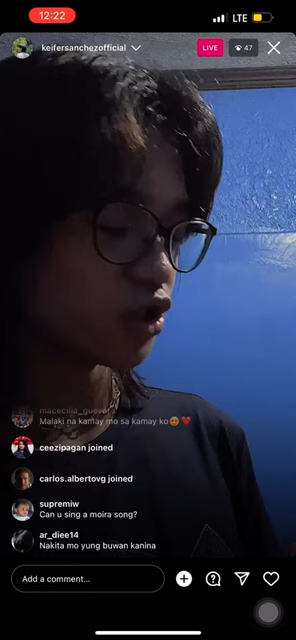 12:22
LTE
keifersanchezofficial
LIVE
47
Malaki na kamay mo sa kamay ko😍❤️
ceezipagan joined
carlos.albertovg joined
supremiw
Can u sing a moira song?
ar_diee14
Nakita mo yung buwan kanina
Add a comment...